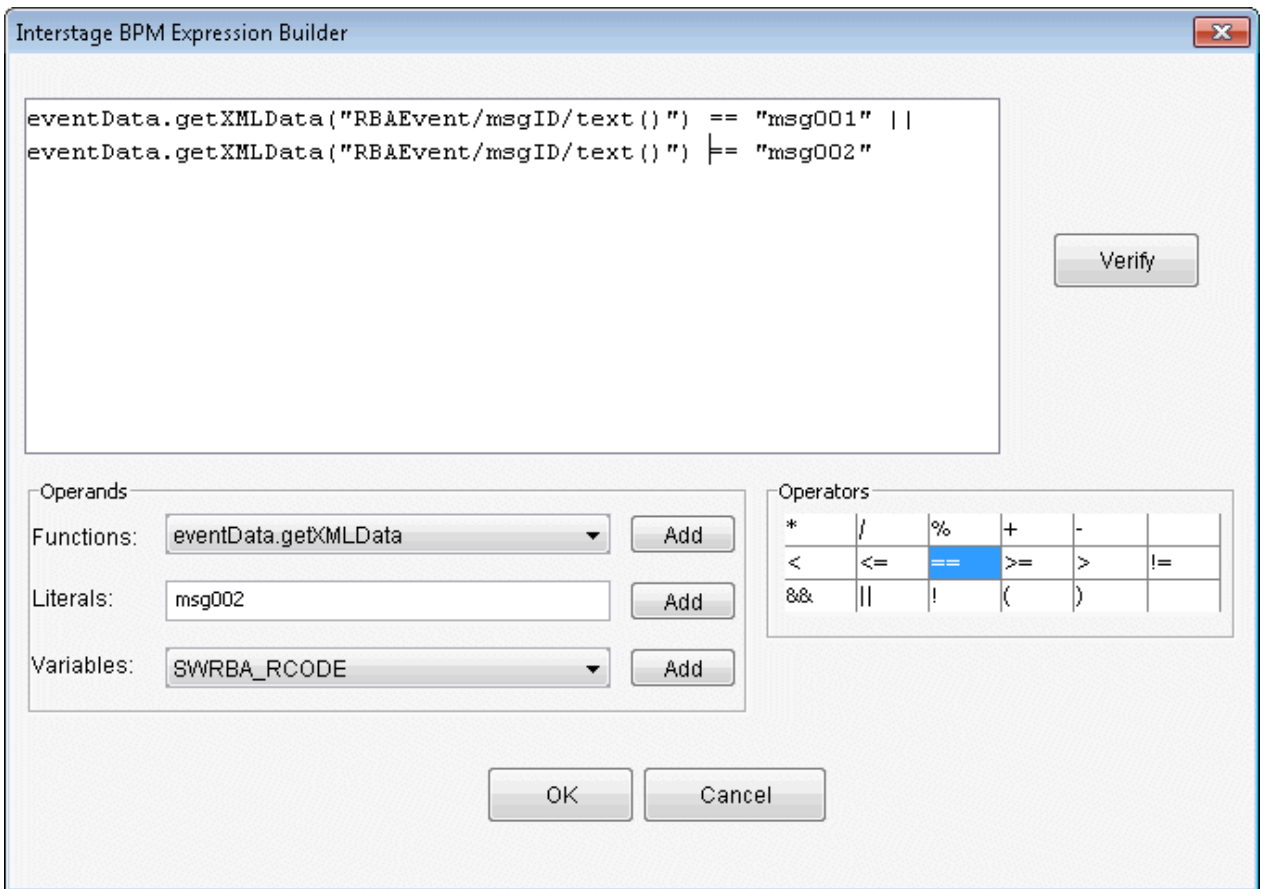 Interstage BPM Expression Builder
eventData.getXMLData("RBAEvent/msgID/text()") == "msg001" ||
eventData.getXMLData("RBAEvent/msgID/text()") == "msg002"
Verify
Operands
Functions: eventData.getXMLData Add
Literals: msg002 Add
Variables: SWRBA_RCODE Add
Operators
* / % + -
< <= == >= > !=
&& || ! ( )
OK Cancel